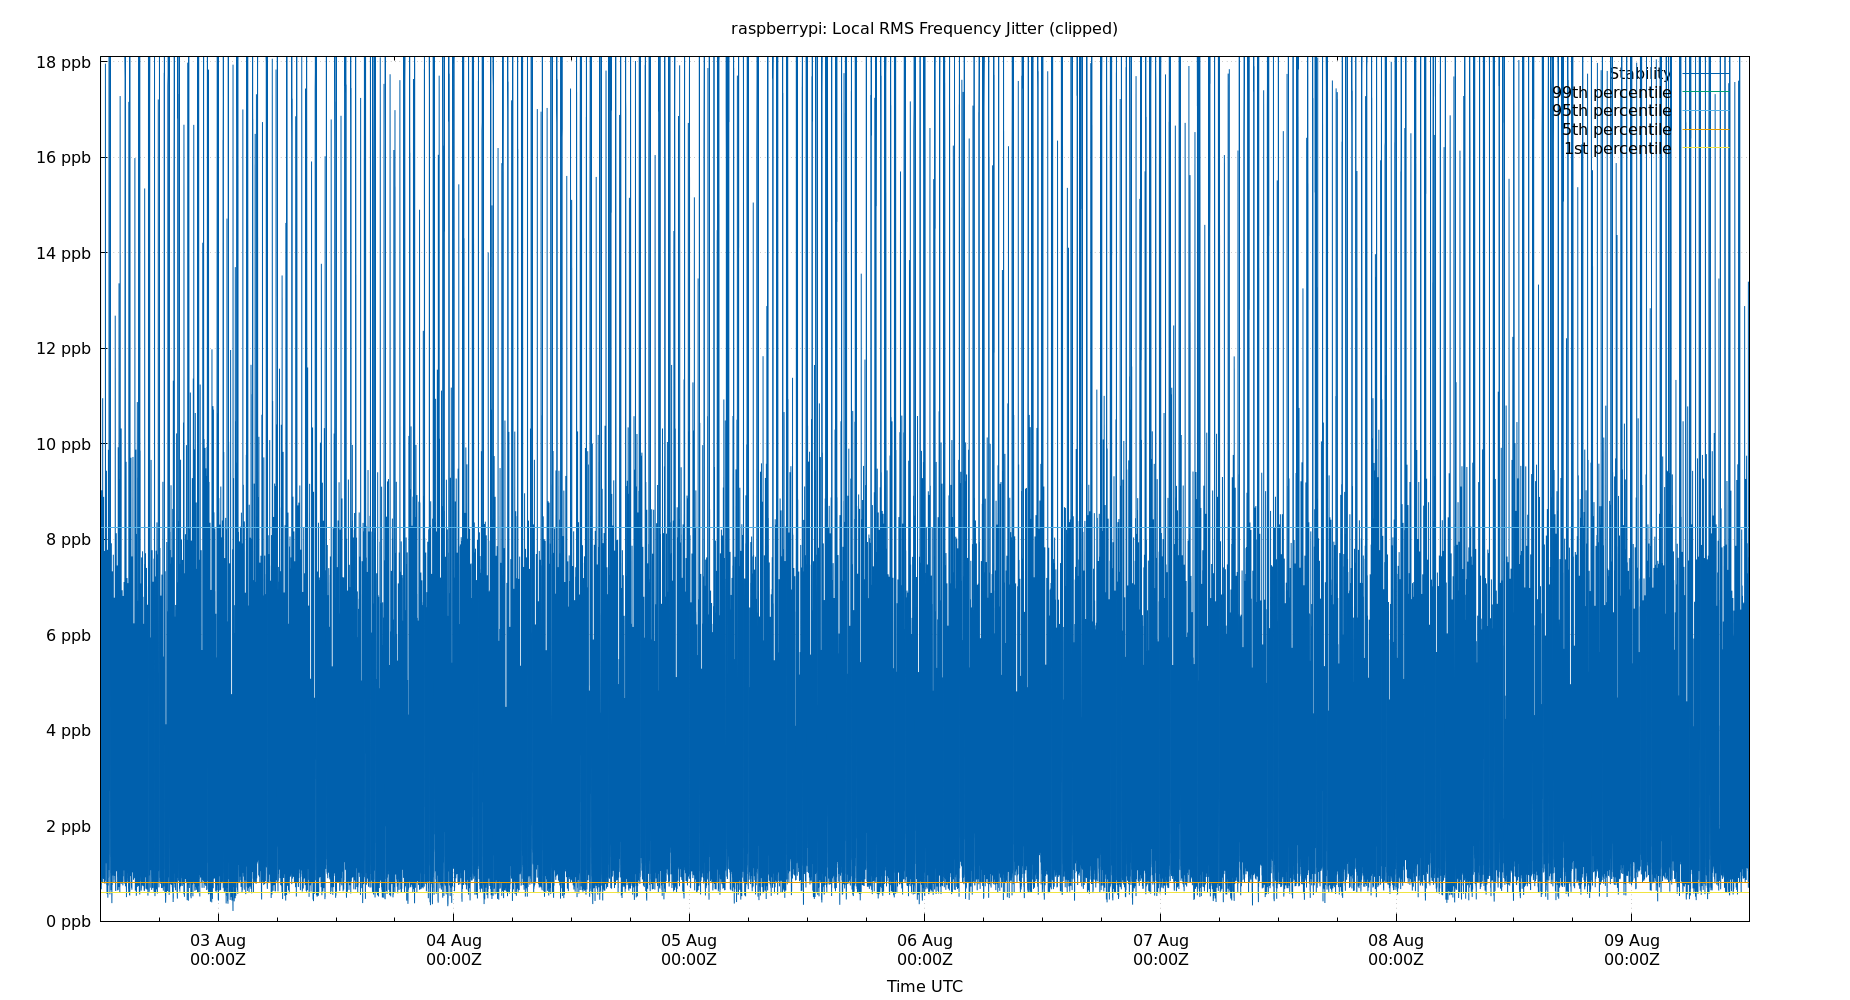 raspberrypi: Local RMS Frequency Jitter (clipped)
18 ppb
16 ppb
14 ppb
12 ppb
10 ppb
8 ppb
6 ppb
4 ppb
2 ppb
0 ppb
Stability
99th percentile
95th percentile
5th percentile
1st percentile
03 Aug
00:00Z
04 Aug
00:00Z
05 Aug
00:00Z
06 Aug
00:00Z
07 Aug
00:00Z
08 Aug
00:00Z
09 Aug
00:00Z
Time UTC